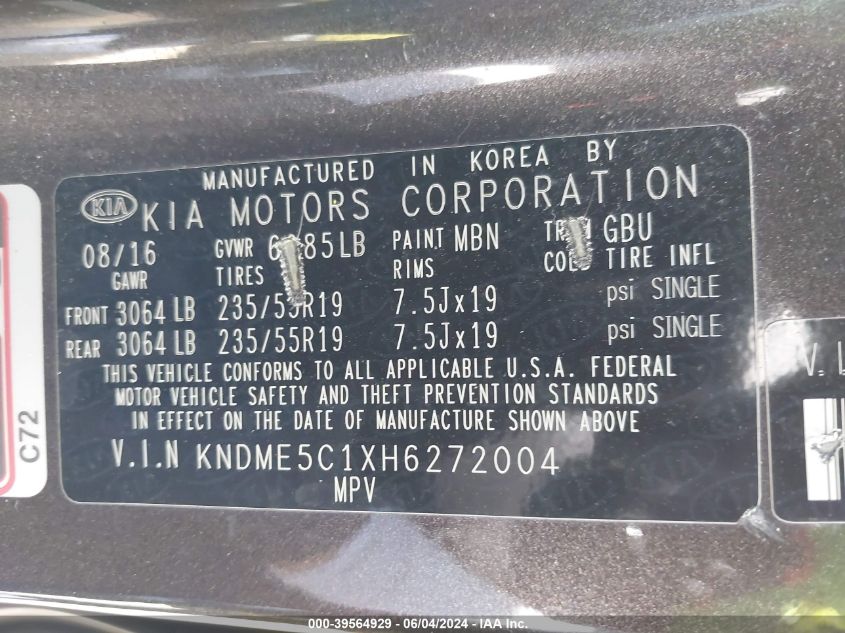 MANUFACTURED IN KOREA BY
KIA KIA MOTORS CORPORATION
08/16 GVWR 85LB PAINT MBN GBU
GAWR TIRES RIMS TIRE INFL
FRONT 3064 LB 235/55R19 7.5Jx19 psi SINGLE
REAR 3064 LB 235/55R19 7.5Jx19 psi SINGLE
THIS VEHICLE CONFORMS TO ALL APPLICABLE U.S.A. FEDERAL
MOTOR VEHICLE SAFETY AND THEFT PREVENTION STANDARDS
IN EFFECT ON THE DATE OF MANUFACTURE SHOWN ABOVE
V.I.N KNDME5C1XH6272004
MPV
C72
V. I.
000-39564929 - 06/04/2024 - IAA Inc.